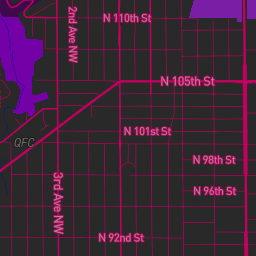 N 110th St
2nd Ave NW
N 105th St
N 101st St
QFC
N 98th St
3rd Ave NW
N 96th St
N 92nd St